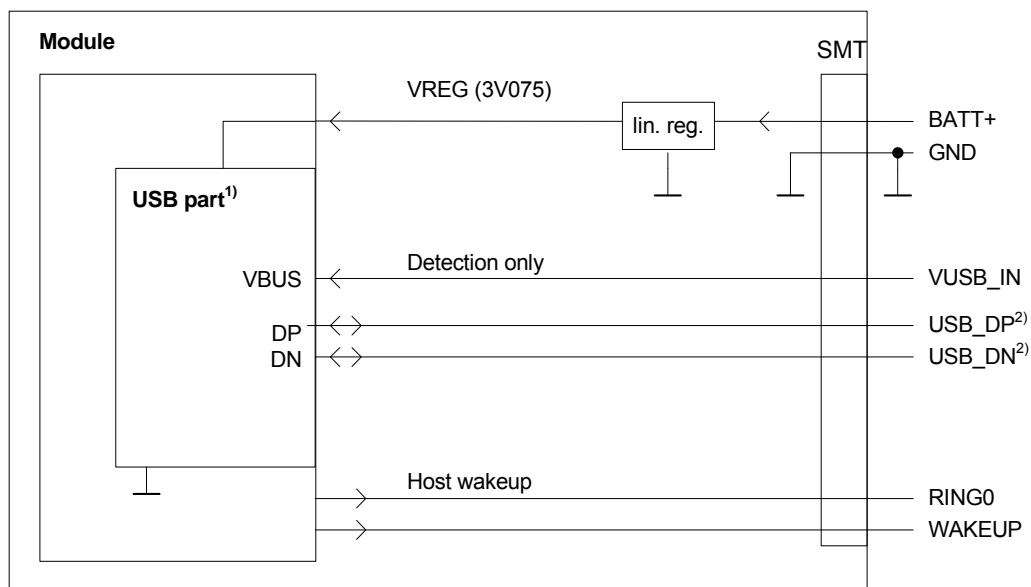 Module
SMT
VREG (3V075)
lin. reg.
BATT+
GND
USB part1)
VBUS
Detection only
VUSB_IN
DP
USB_DP2)
DN
USB_DN2)
Host wakeup
RING0
WAKEUP